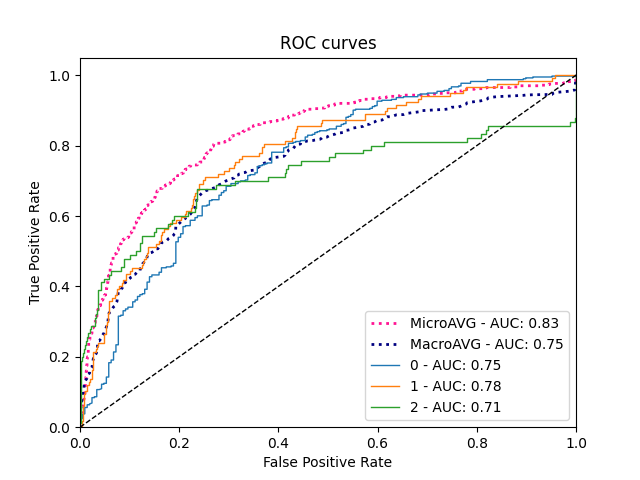 ROC curves
True Positive Rate
1.0
0.8
0.6
0.4
0.2
0.0
MicroAVG - AUC: 0.83
MacroAVG - AUC: 0.75
0 - AUC: 0.75
1 - AUC: 0.78
2 - AUC: 0.71
0.0 0.2 0.4 0.6 0.8 1.0
False Positive Rate